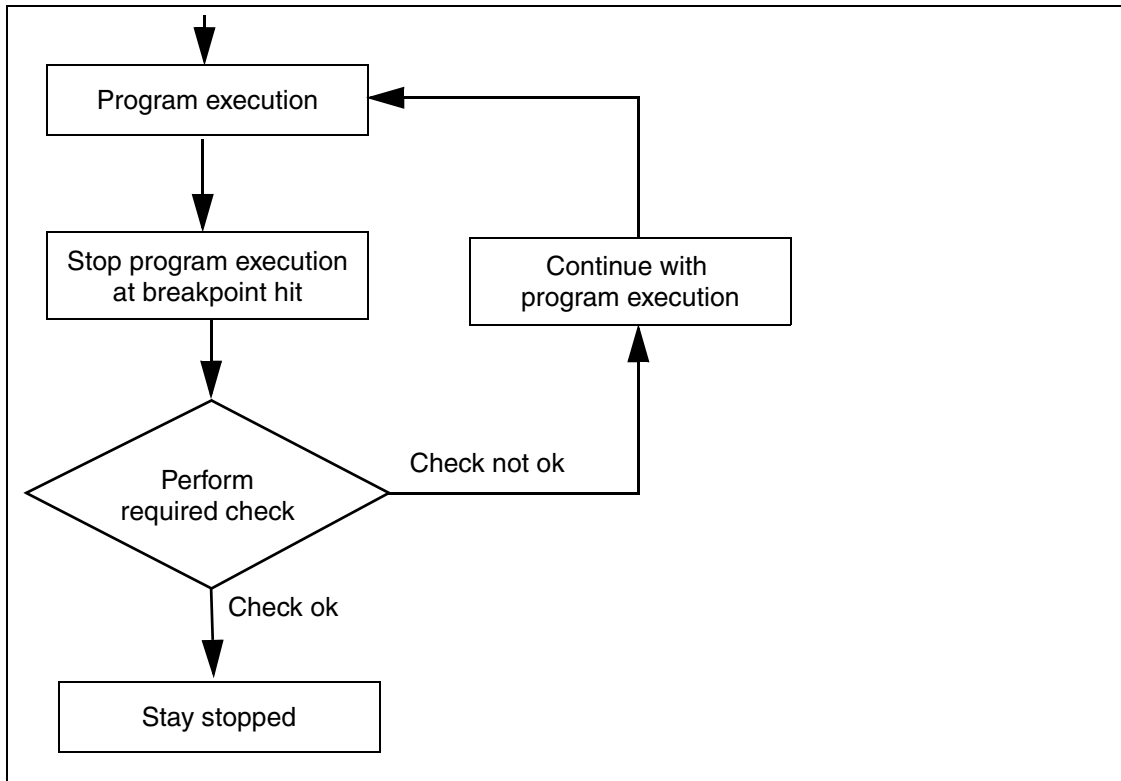 Program execution
Stop program execution
at breakpoint hit
Continue with
program execution
Perform
required check
Check not ok
Check ok
Stay stopped